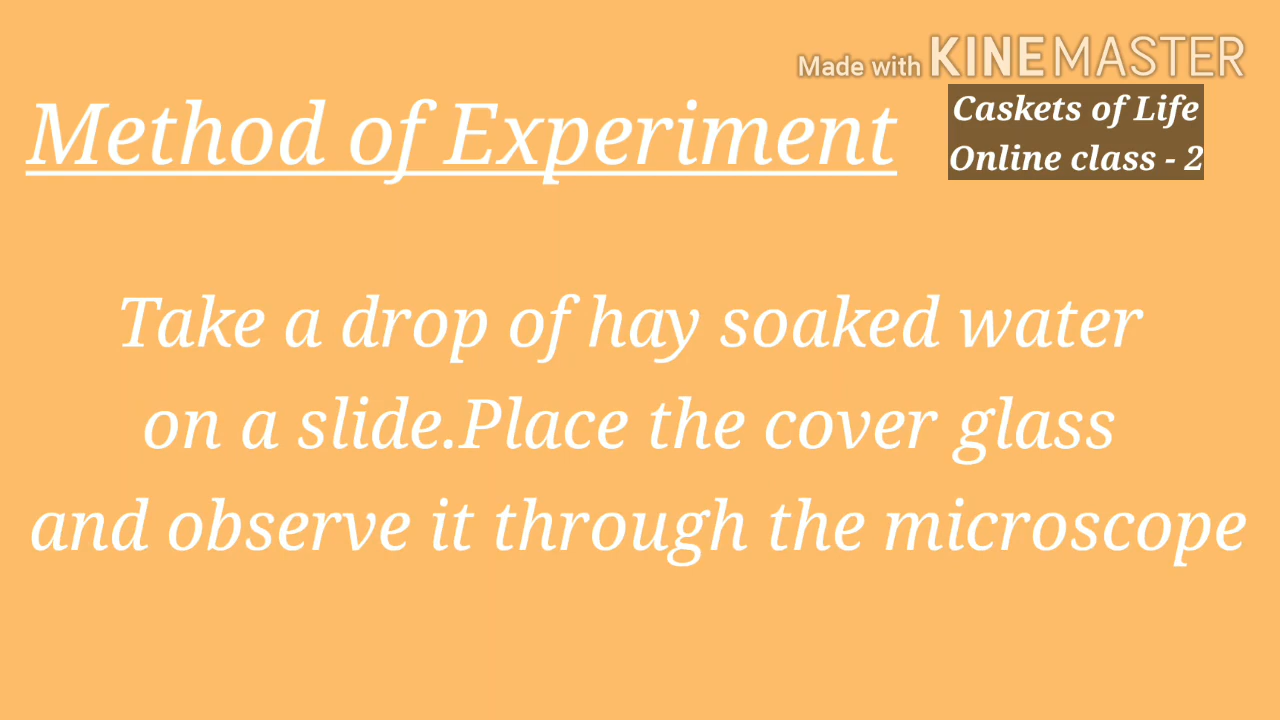 Made with KINEMASTER
Method of Experiment
Caskets of Life
Online class - 2
Take a drop of hay soaked water
on a slide.Place the cover glass
and observe it through the microscope